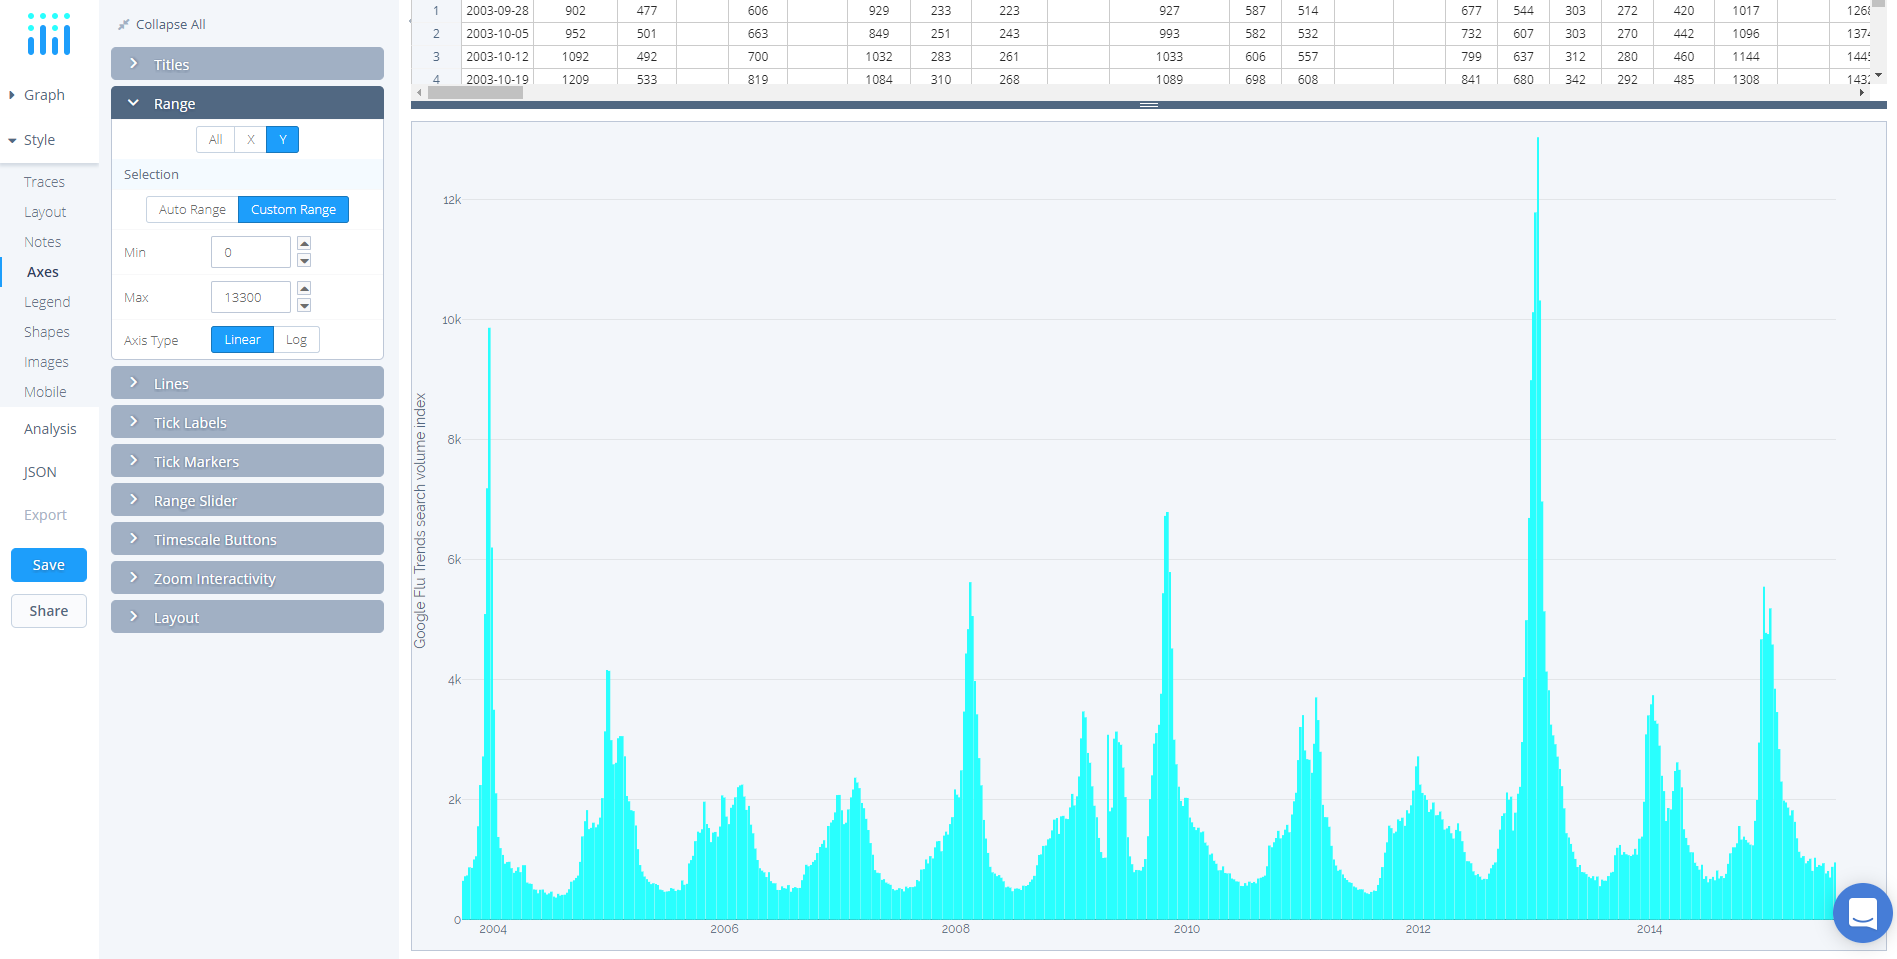 Collapse All
Titles
Range
All X Y
Selection
Auto Range Custom Range
Min 0
Max 13300
Axis Type Linear Log
Lines
Tick Labels
Tick Markers
Range Slider
Timescale Buttons
Zoom Interactivity
Layout
Graph
Style
Traces
Layout
Notes
Axes
Legend
Shapes
Images
Mobile
Analysis
JSON
Export
Save
Share
1 2003-09-28 902 477 606 929 233 223 927 587 514 677 544 303 272 420 1017 1268
2 2003-10-05 952 501 663 849 251 243 993 582 532 732 607 303 270 442 1096 1374
3 2003-10-12 1092 492 700 1032 283 261 1033 606 557 799 637 312 280 460 1144 1445
4 2003-10-19 1209 533 819 1084 310 268 1089 698 608 841 680 342 292 485 1308 1432
Google Flu Trends search volume index
12k
10k
8k
6k
4k
2k
0
2004 2006 2008 2010 2012 2014